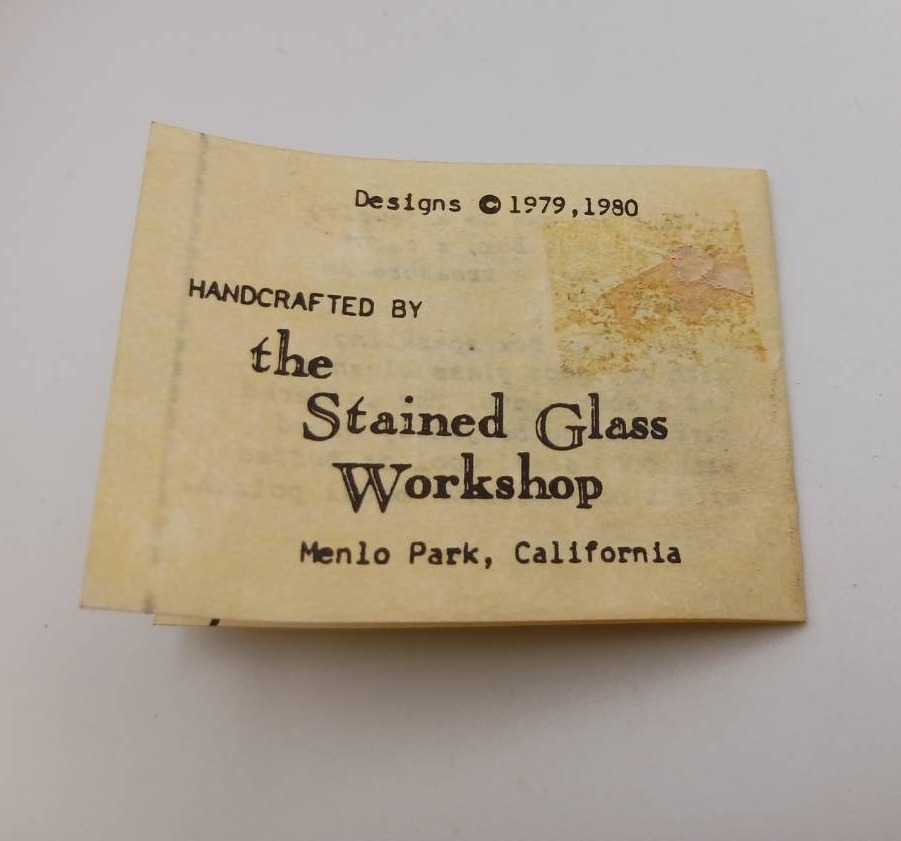 Designs © 1979,1980
HANDCRAFTED BY
the
Stained Glass
Workshop
Menlo Park, California